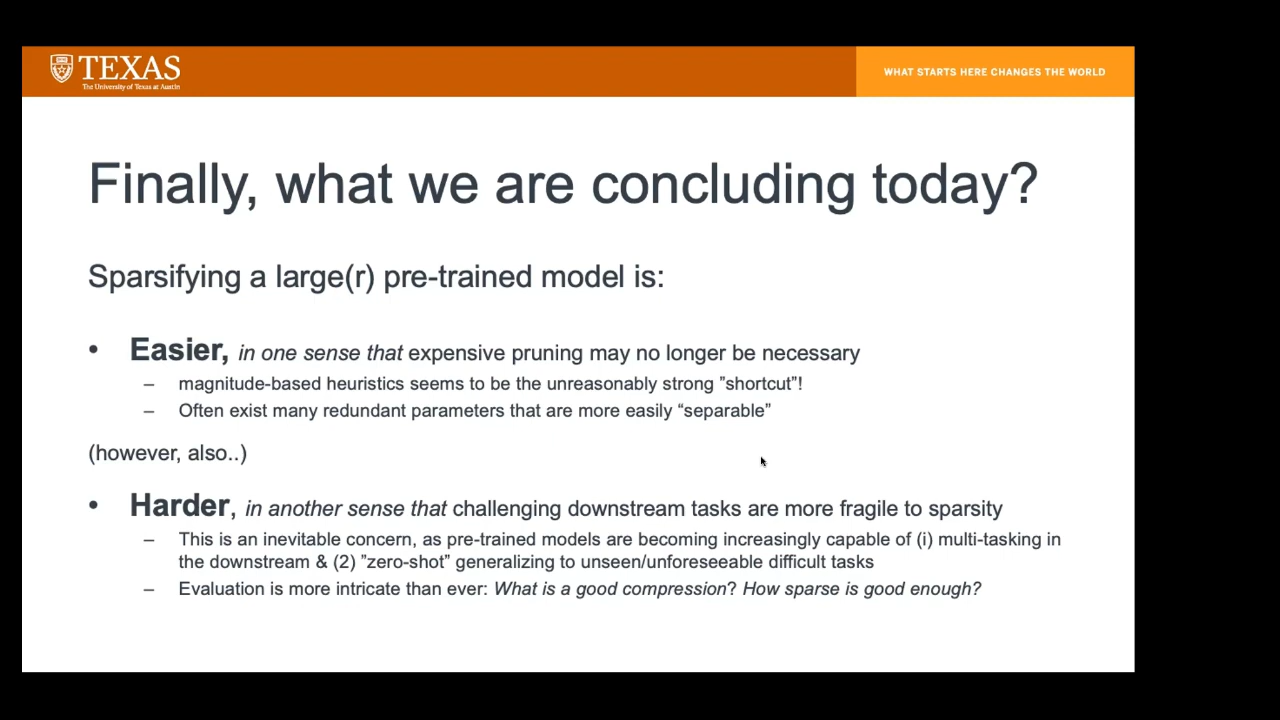 TEXAS
The University of Texas at Austin
WHAT STARTS HERE CHANGES THE WORLD
Finally, what we are concluding today?
Sparsifying a large(r) pre-trained model is:
• Easier, in one sense that expensive pruning may no longer be necessary
– magnitude-based heuristics seems to be the unreasonably strong ”shortcut”!
– Often exist many redundant parameters that are more easily “separable”
(however, also..)
• Harder, in another sense that challenging downstream tasks are more fragile to sparsity
– This is an inevitable concern, as pre-trained models are becoming increasingly capable of (i) multi-tasking in
the downstream & (2) ”zero-shot” generalizing to unseen/unforeseeable difficult tasks
– Evaluation is more intricate than ever: What is a good compression? How sparse is good enough?